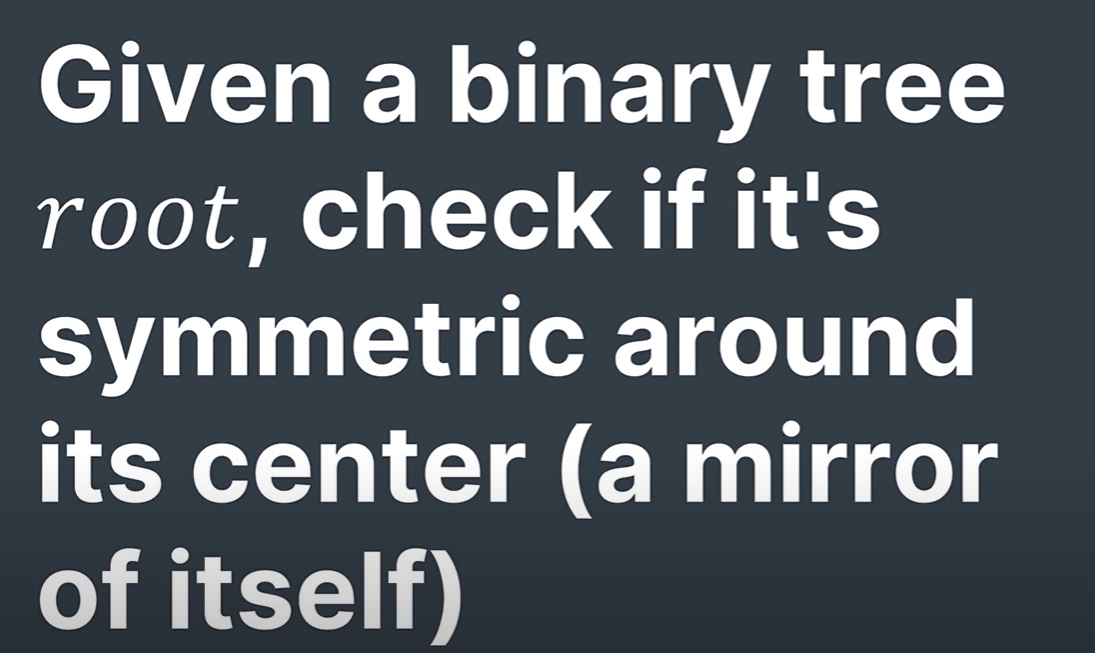 Given a binary tree
root, check if it's
symmetric around
its center (a mirror
of itself)